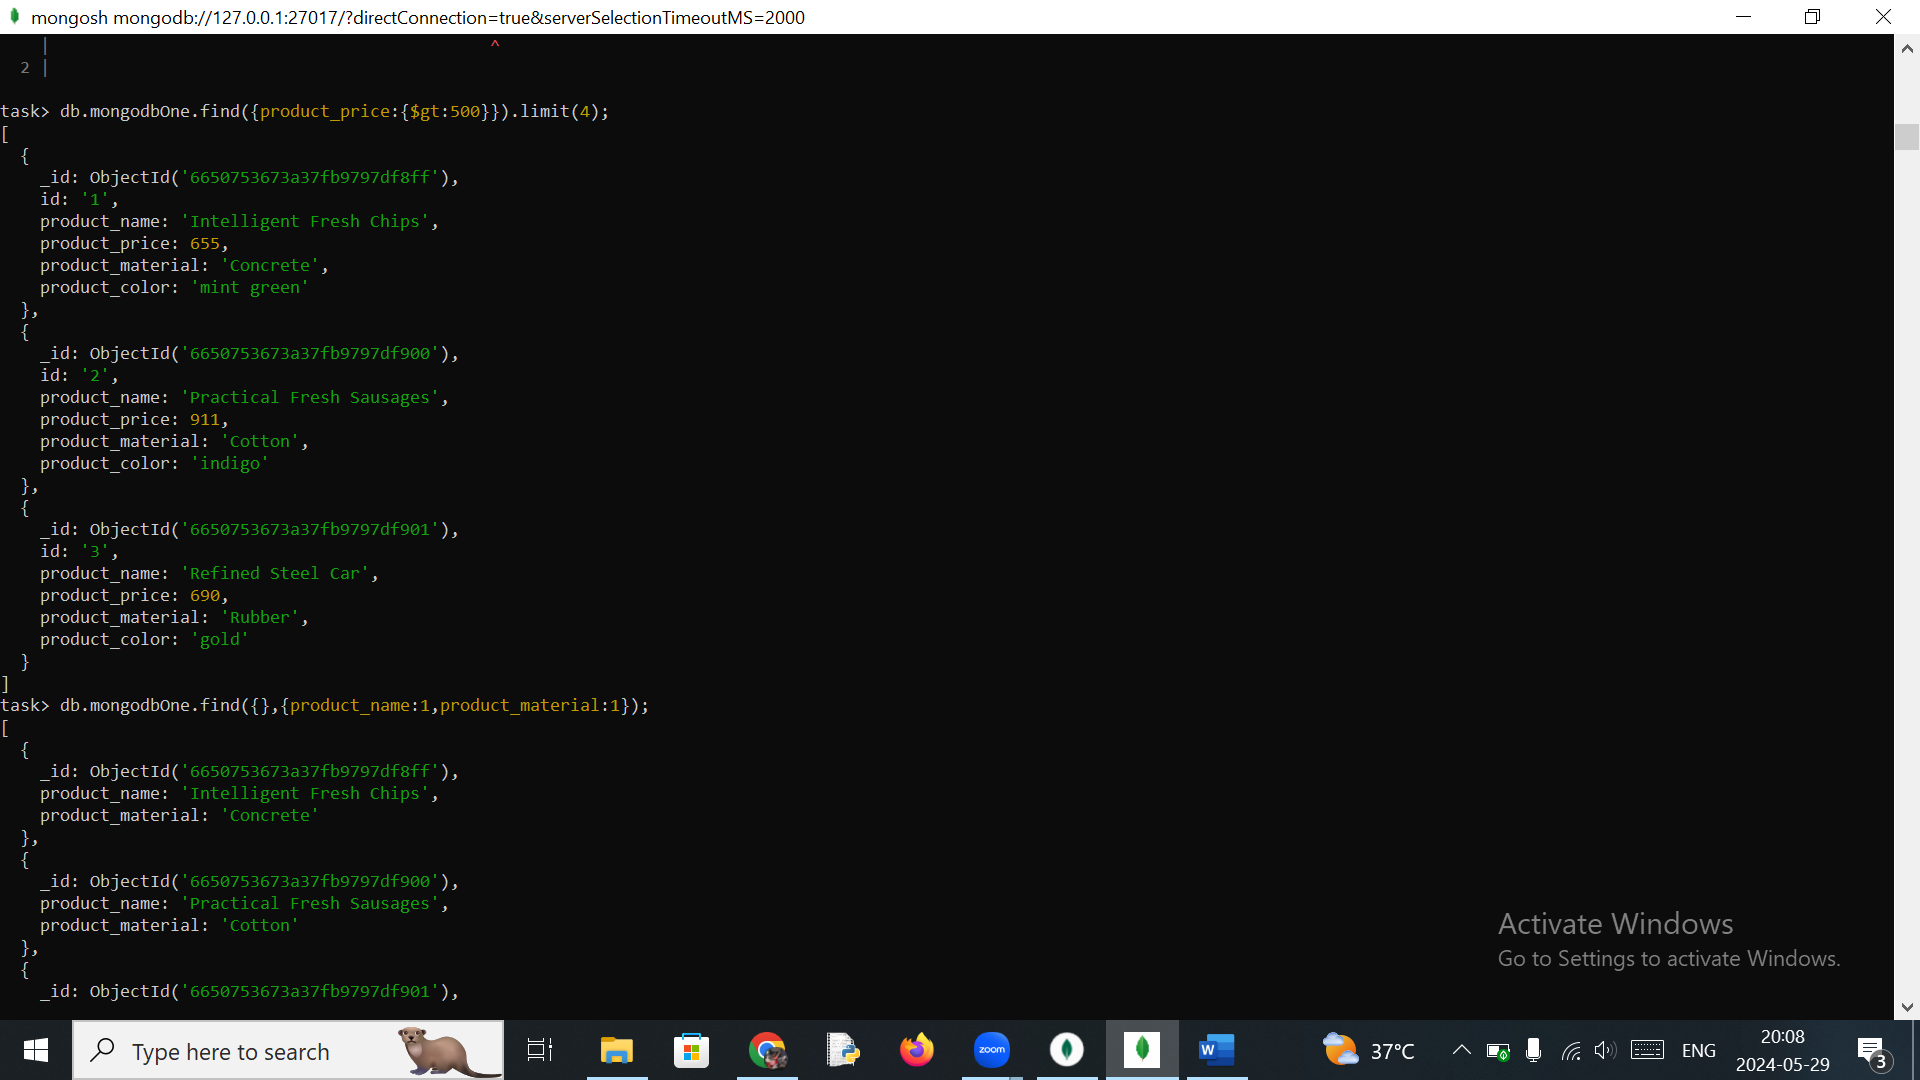 mongosh mongodb://127.0.0.1:27017/?directConnection=true&serverSelectionTimeoutMS=2000
| ^
2 |
task> db.mongodbOne.find({product_price:{$gt:500}}).limit(4);
[
{
_id: ObjectId('6650753673a37fb9797df8ff'),
id: '1',
product_name: 'Intelligent Fresh Chips',
product_price: 655,
product_material: 'Concrete',
product_color: 'mint green'
},
{
_id: ObjectId('6650753673a37fb9797df900'),
id: '2',
product_name: 'Practical Fresh Sausages',
product_price: 911,
product_material: 'Cotton',
product_color: 'indigo'
},
{
_id: ObjectId('6650753673a37fb9797df901'),
id: '3',
product_name: 'Refined Steel Car',
product_price: 690,
product_material: 'Rubber',
product_color: 'gold'
}
]
task> db.mongodbOne.find({},{product_name:1,product_material:1});
[
{
_id: ObjectId('6650753673a37fb9797df8ff'),
product_name: 'Intelligent Fresh Chips',
product_material: 'Concrete'
},
{
_id: ObjectId('6650753673a37fb9797df900'),
product_name: 'Practical Fresh Sausages',
product_material: 'Cotton'
},
{
_id: ObjectId('6650753673a37fb9797df901'),
Activate Windows
Go to Settings to activate Windows.
Type here to search
zoom
W
37°C
ENG
20:08
2024-05-29
3